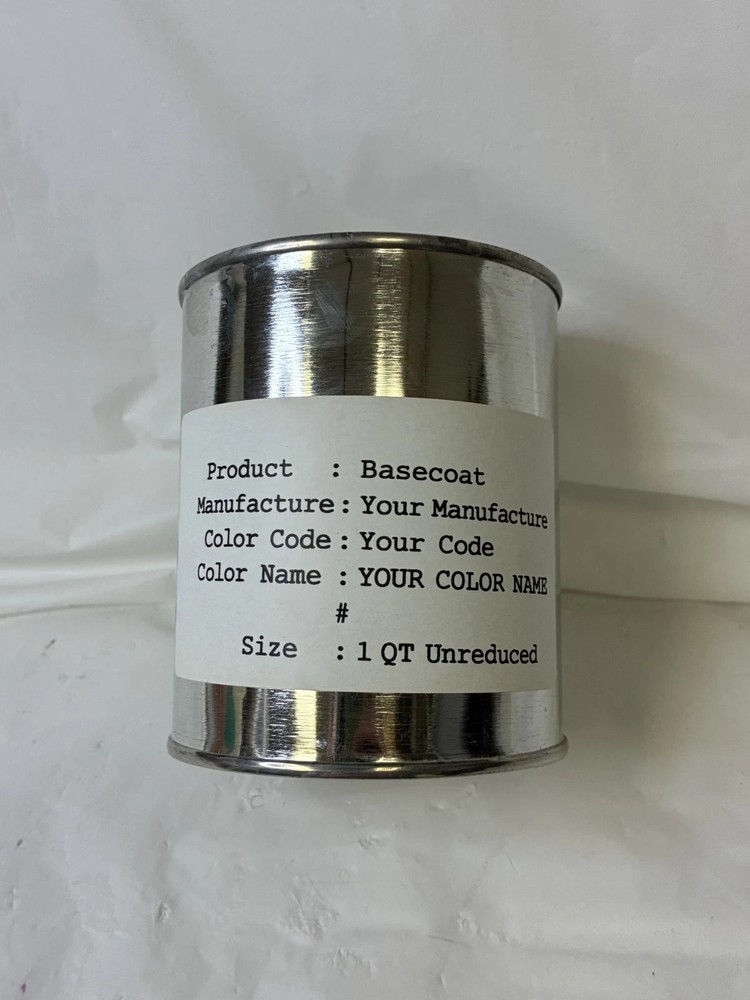 Product : Basecoat
Manufacture : Your Manufacture
Color Code : Your Code
Color Name : YOUR COLOR NAME
#
Size : 1 QT Unreduced